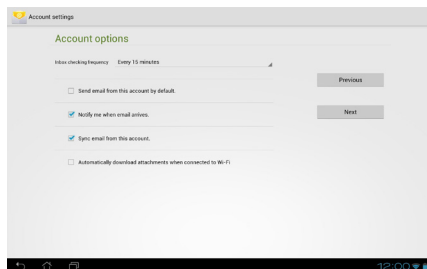 Account settings
Account options
Inbox checking frequency Every 15 minutes
Previous
Send email from this account by default.
Notify me when email arrives.
Next
Sync email from this account.
Automatically download attachments when connected to Wi-Fi
12:00